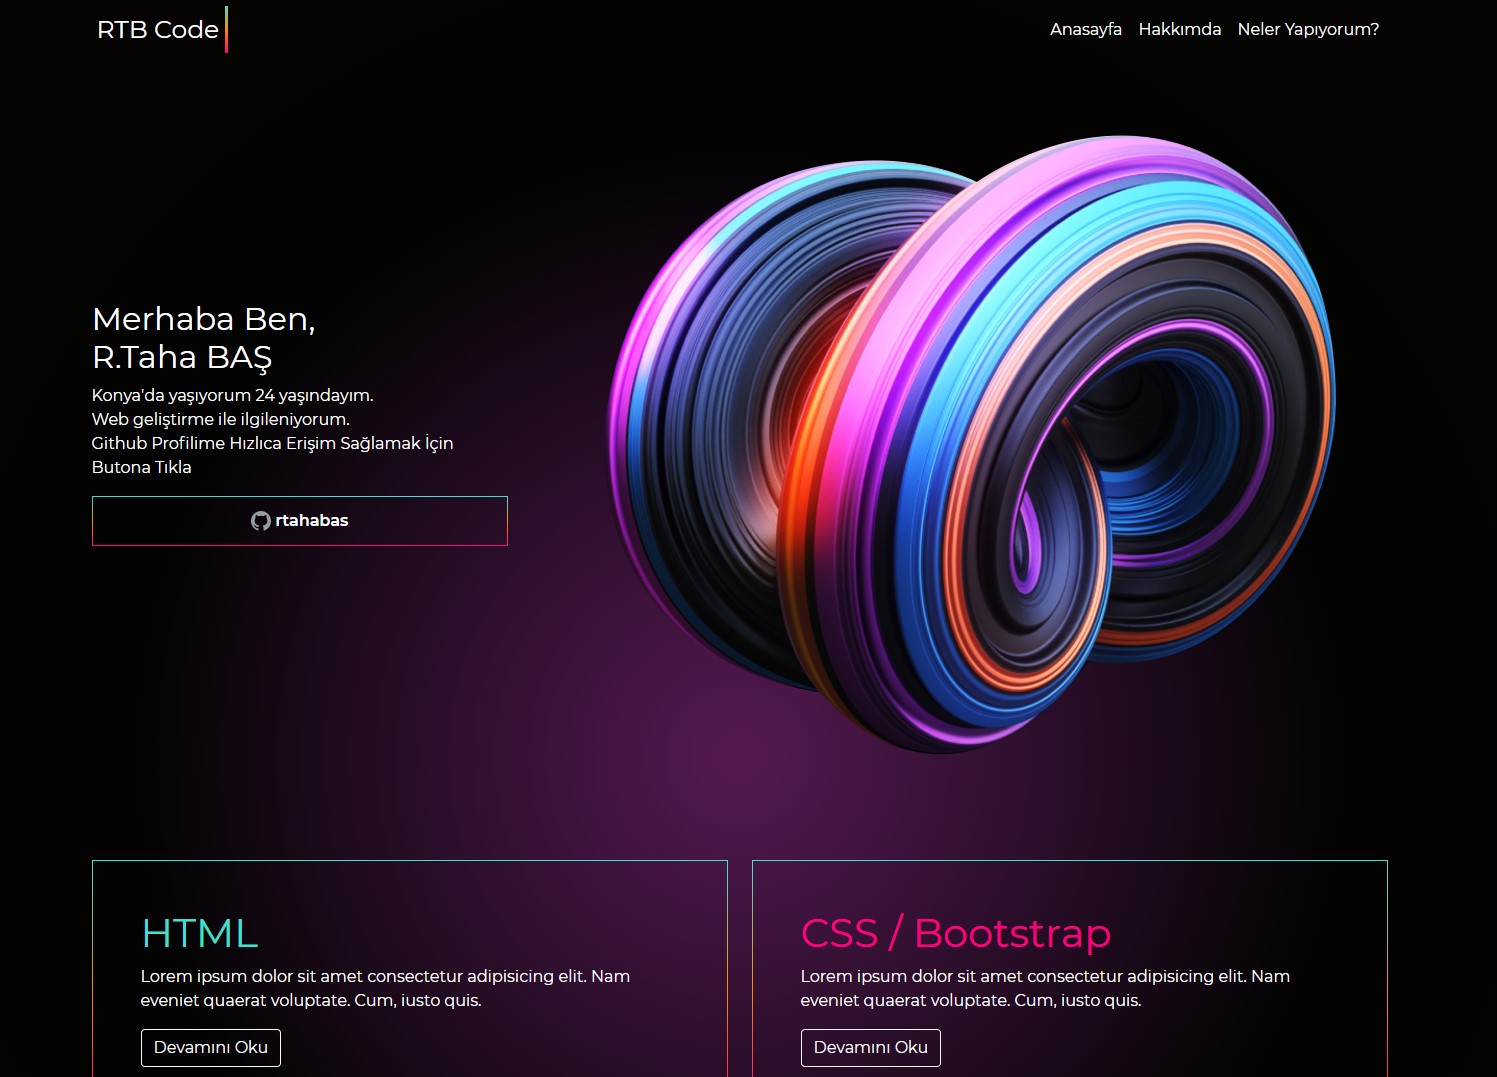 RTB Code
Anasayfa Hakkımda Neler Yapıyorum?
Merhaba Ben,
R.Taha BAŞ
Konya'da yaşıyorum 24 yaşındayım.
Web geliştirme ile ilgileniyorum.
Github Profilime Hızlıca Erişim Sağlamak İçin
Butona Tıkla
rtahabas
HTML
Lorem ipsum dolor sit amet consectetur adipisicing elit. Nam
eveniet quaerat voluptate. Cum, iusto quis.
Devamını Oku
CSS / Bootstrap
Lorem ipsum dolor sit amet consectetur adipisicing elit. Nam
eveniet quaerat voluptate. Cum, iusto quis.
Devamını Oku